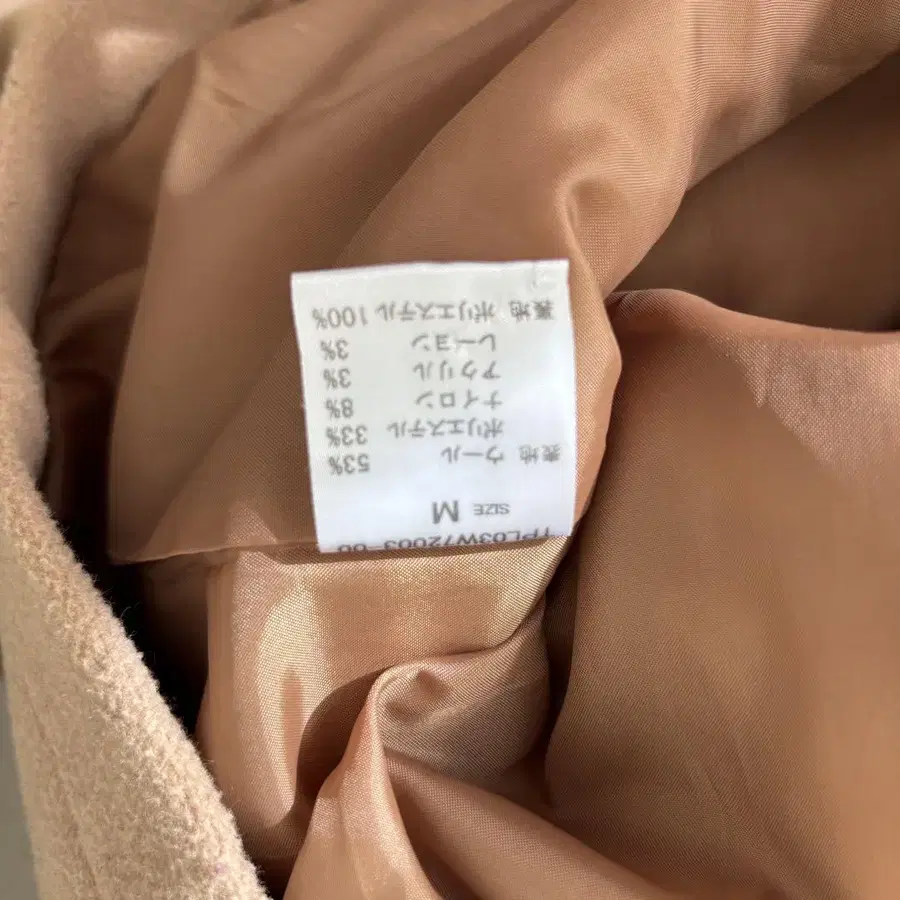 TPL03W72003-00
SIZE M
表地 ウール 53%
ポリエステル 33%
ナイロン 8%
アクリル 3%
レーヨン 3%
裏地 ポリエステル 100%